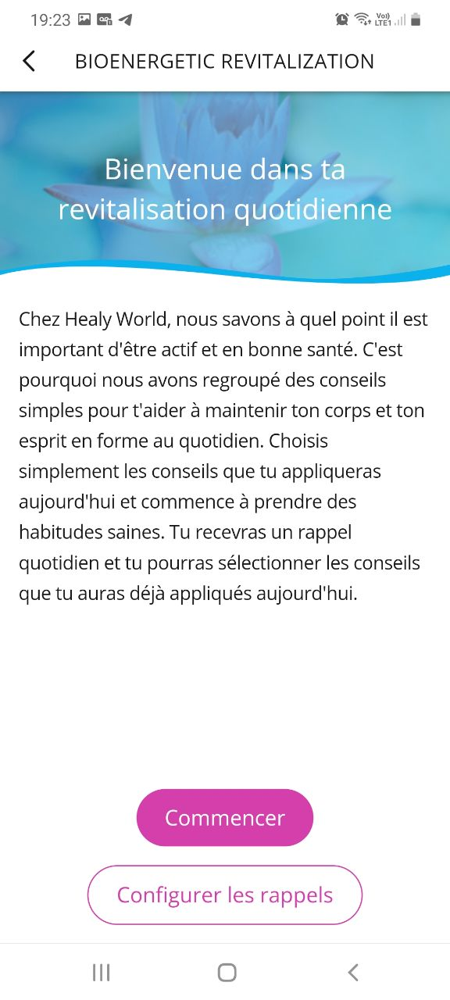 19:23 Vo) LTE1
BIOENERGETIC REVITALIZATION
Bienvenue dans ta
revitalisation quotidienne
Chez Healy World, nous savons à quel point il est
important d'être actif et en bonne santé. C'est
pourquoi nous avons regroupé des conseils
simples pour t'aider à maintenir ton corps et ton
esprit en forme au quotidien. Choisis
simplement les conseils que tu appliqueras
aujourd'hui et commence à prendre des
habitudes saines. Tu recevras un rappel
quotidien et tu pourras sélectionner les conseils
que tu auras déjà appliqués aujourd'hui.
Commencer
Configurer les rappels